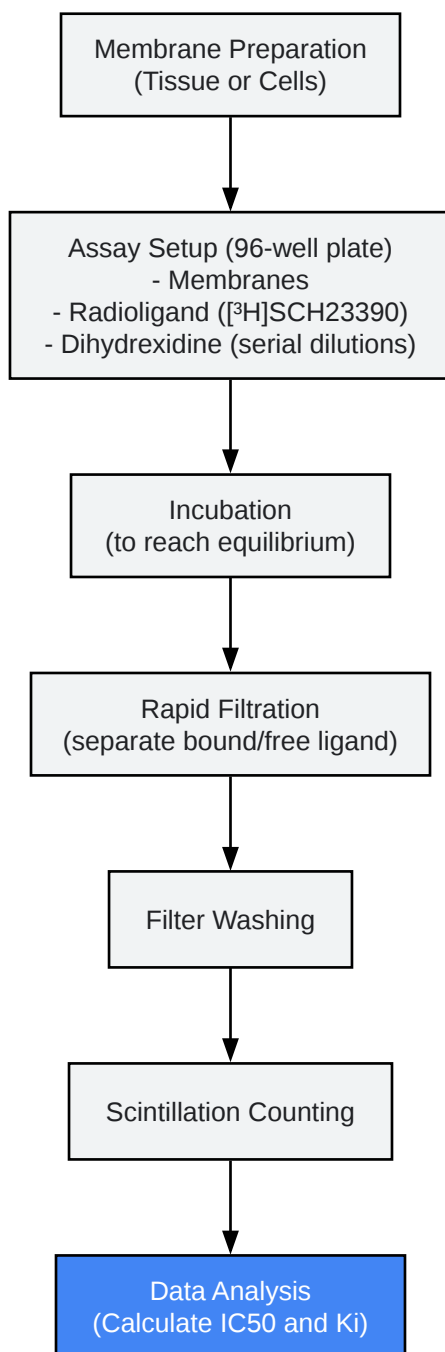 Membrane Preparation
(Tissue or Cells)
Assay Setup (96-well plate)
- Membranes
- Radioligand ([³H]SCH23390)
- Dihydrexidine (serial dilutions)
Incubation
(to reach equilibrium)
Rapid Filtration
(separate bound/free ligand)
Filter Washing
Scintillation Counting
Data Analysis
(Calculate IC50 and Ki)